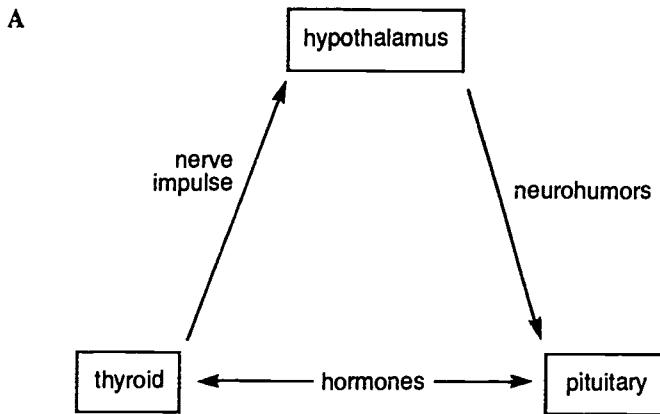 A
hypothalamus
nerve
impulse
neurohumors
thyroid
hormones
pituitary